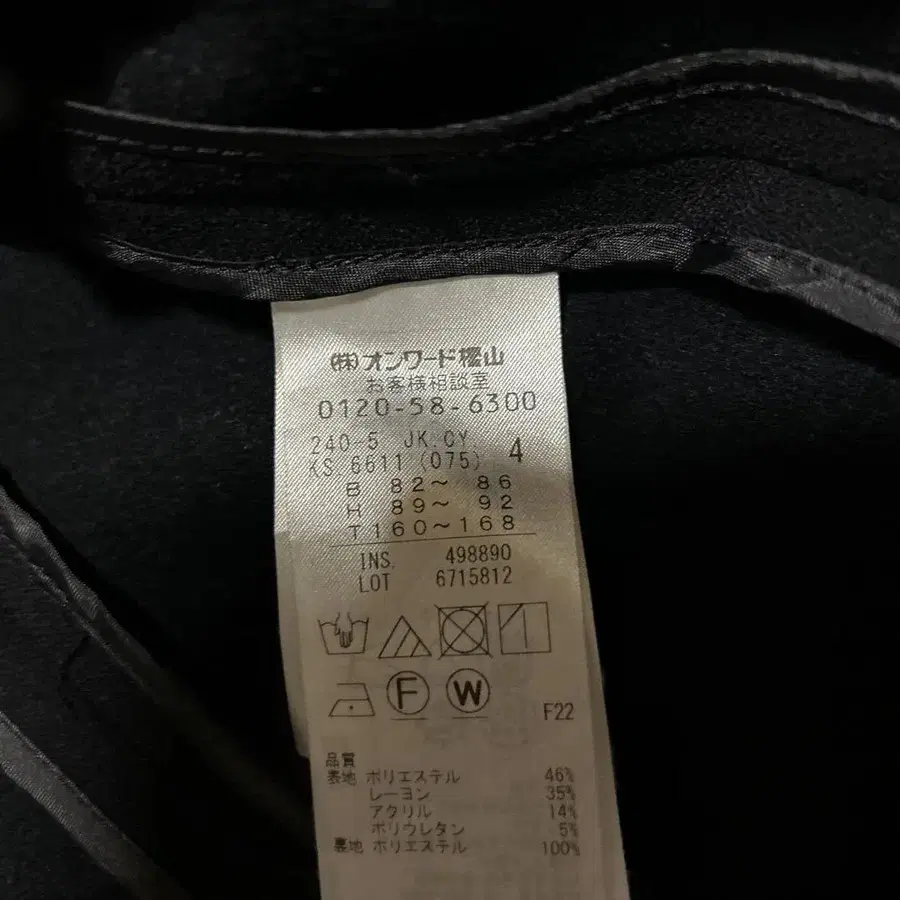 (株)オンワード樫山
お客様相談室
0120-58-6300
240-5 JK.CY
KS.6611 (075) 4
B 82～ 86
H 89～ 92
T160～168
INS. 498890
LOT 6715812
F W
F22
品質
表地 ポリエステル 46%
レーヨン 35%
アクリル 14%
ポリウレタン 5%
裏地 ポリエステル 100%